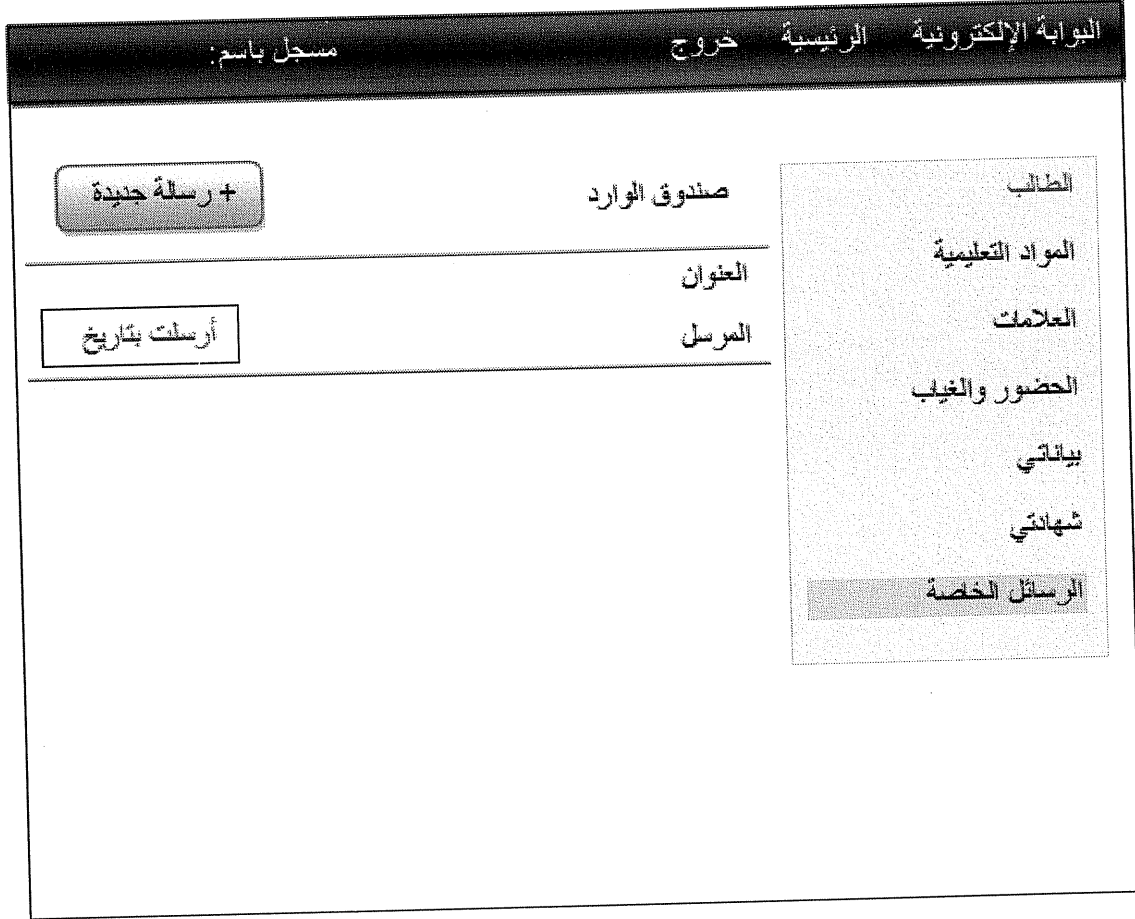 البوابة الإلكترونية الرئيسية خروج مسجل باسم:
الطالب
المواد التعليمية
العلامات
الحضور والغياب
بياناتي
شهادتي
الرسائل الخاصة
صندوق الوارد
+ رسالة جديدة
العنوان
المرسل
أرسلت بتاريخ